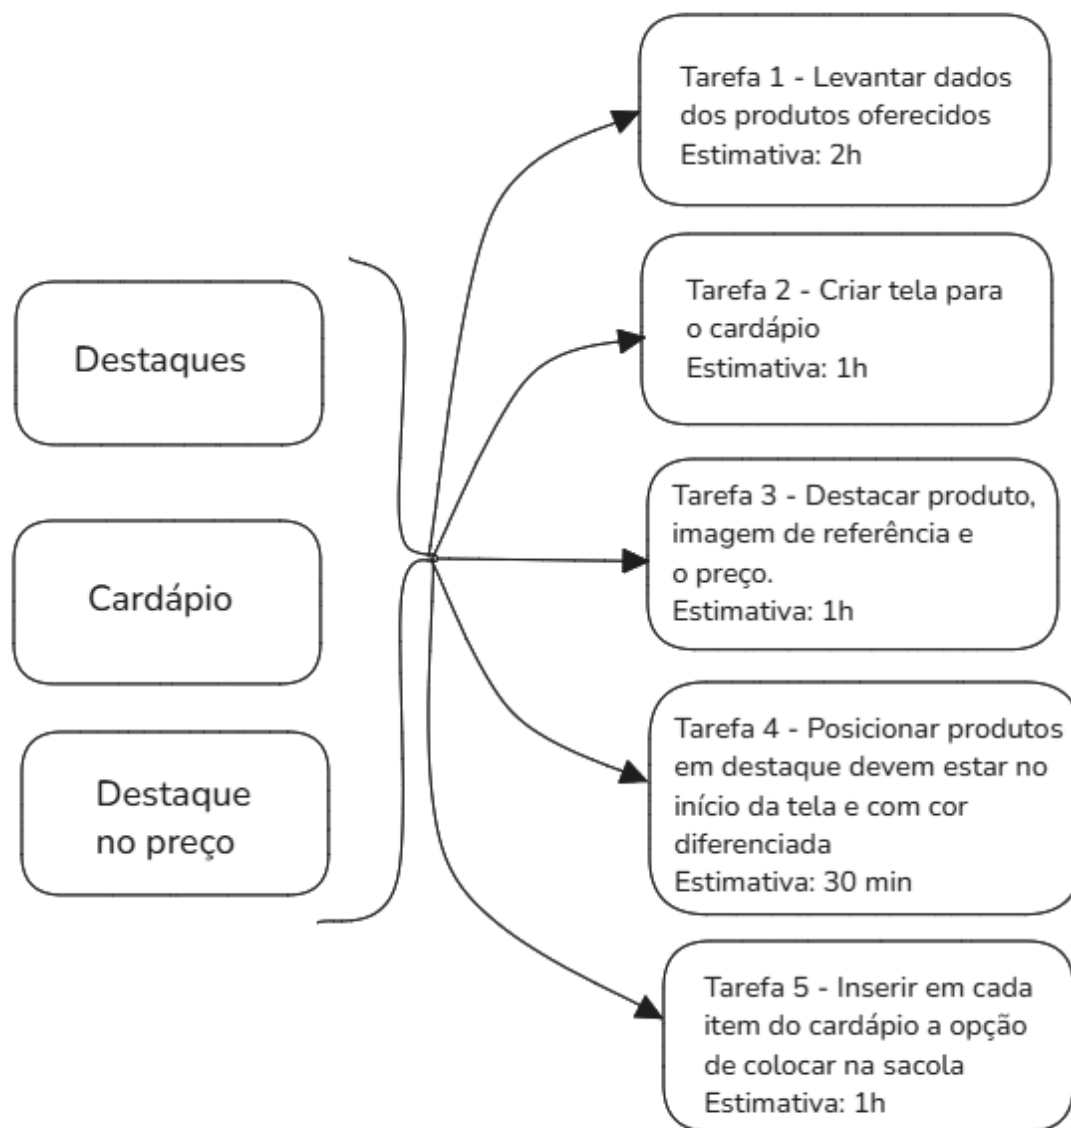 Destaques
Cardápio
Destaque
no preço
Tarefa 1 - Levantar dados
dos produtos oferecidos
Estimativa: 2h
Tarefa 2 - Criar tela para
o cardápio
Estimativa: 1h
Tarefa 3 - Destacar produto,
imagem de referência e
o preço.
Estimativa: 1h
Tarefa 4 - Posicionar produtos
em destaque devem estar no
início da tela e com cor
diferenciada
Estimativa: 30 min
Tarefa 5 - Inserir em cada
item do cardápio a opção
de colocar na sacola
Estimativa: 1h